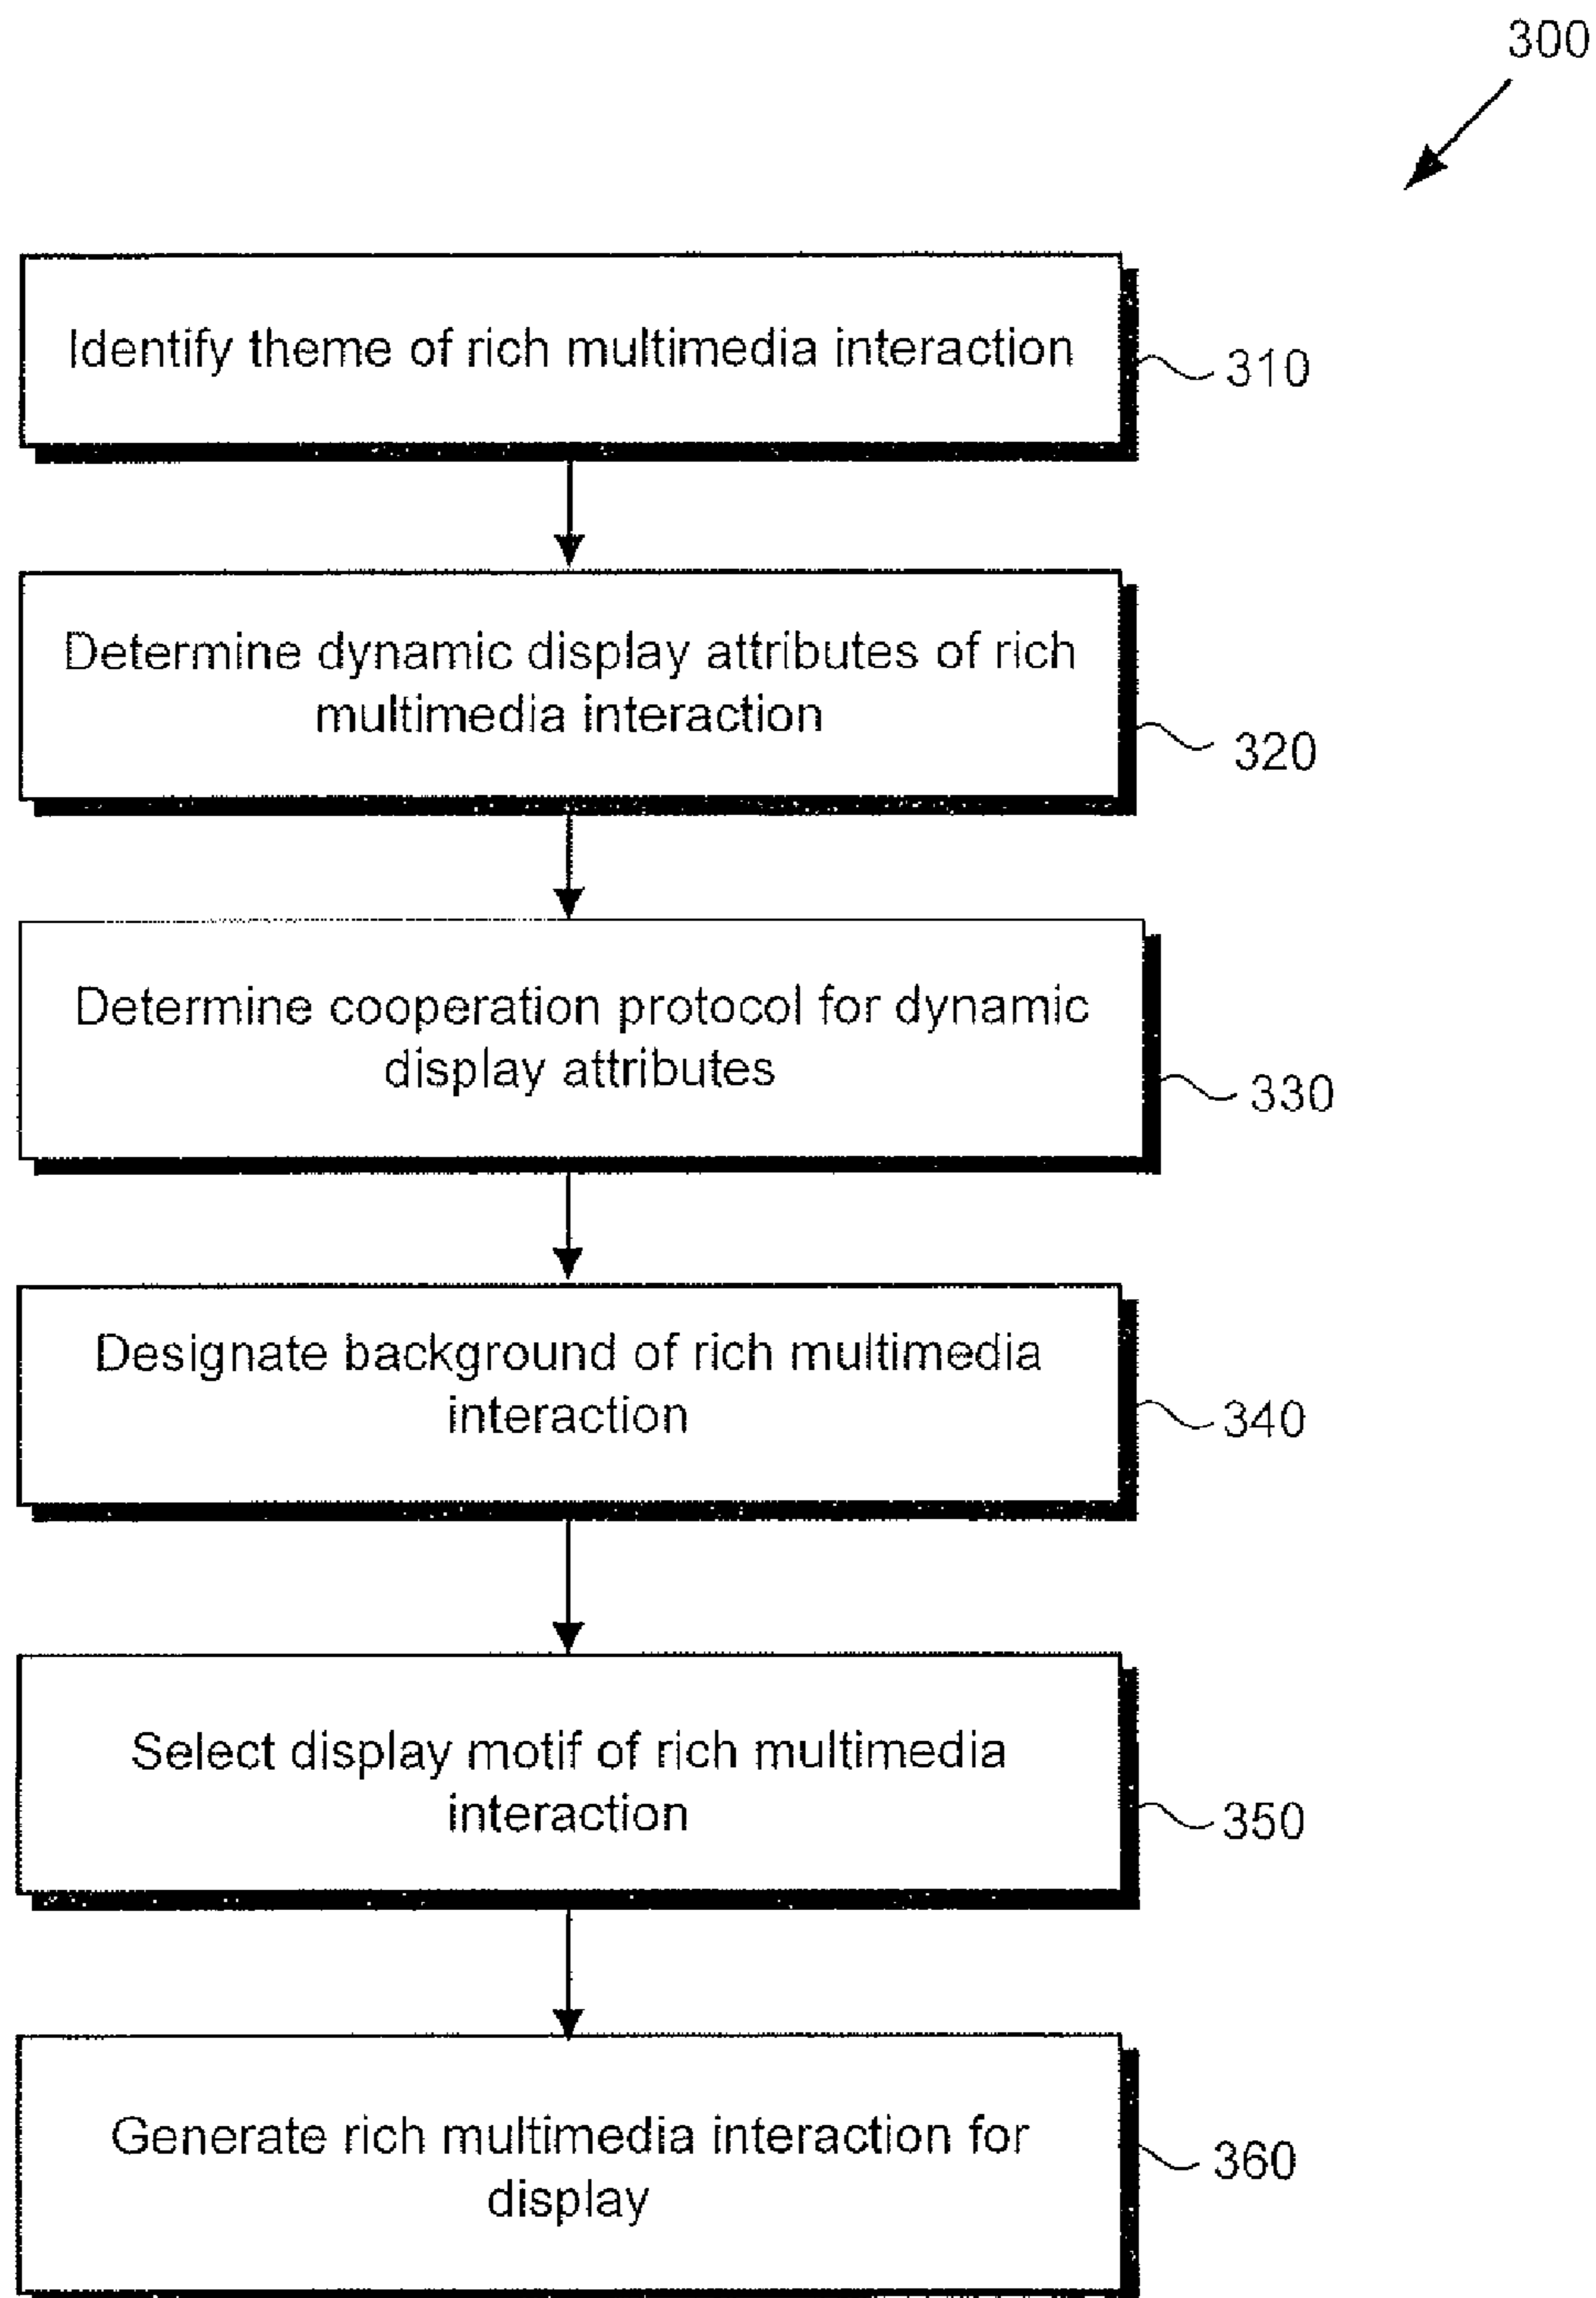 300
Identify theme of rich multimedia interaction
310
Determine dynamic display attributes of rich
multimedia interaction
320
Determine cooperation protocol for dynamic
display attributes
330
Designate background of rich multimedia
interaction
340
Select display motif of rich multimedia
interaction
350
Generate rich multimedia interaction for
display
360